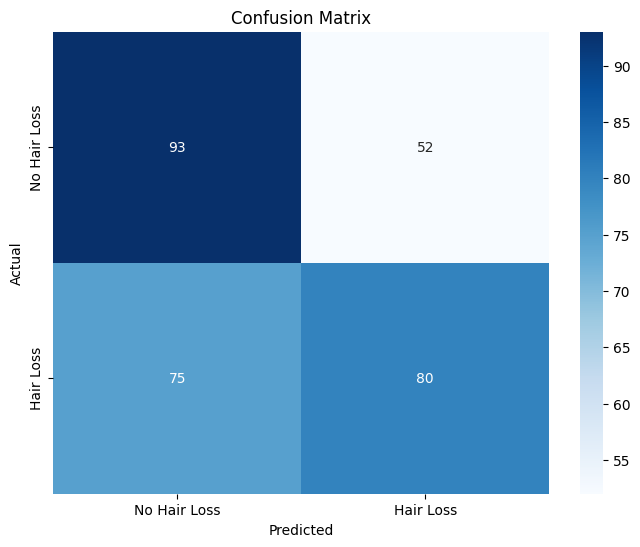 Confusion Matrix
Actual
No Hair Loss
Hair Loss
93
52
75
80
No Hair Loss
Hair Loss
Predicted
90
85
80
75
70
65
60
55